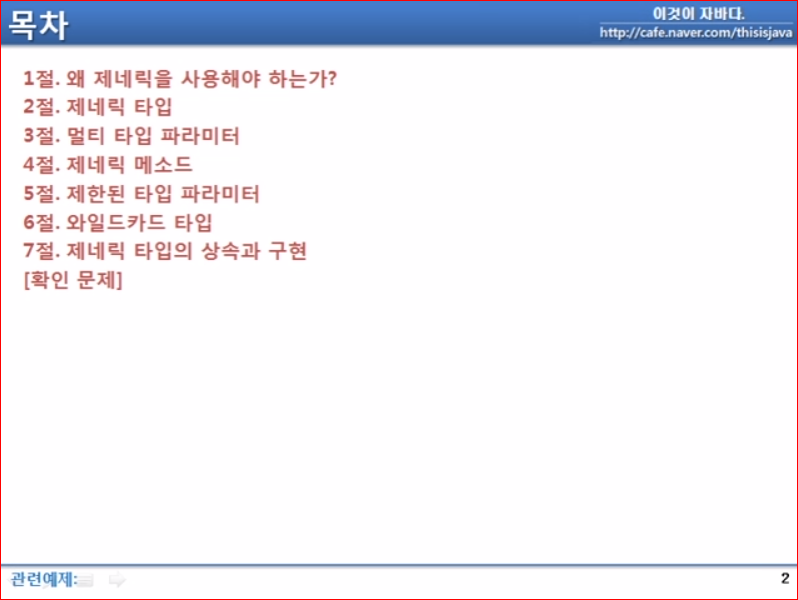 목차
이것이 자바다.
http://cafe.naver.com/thisisjava
1절. 왜 제네릭을 사용해야 하는가?
2절. 제네릭 타입
3절. 멀티 타입 파라미터
4절. 제네릭 메소드
5절. 제한된 타입 파라미터
6절. 와일드카드 타입
7절. 제네릭 타입의 상속과 구현
[확인 문제]
관련예제:
2